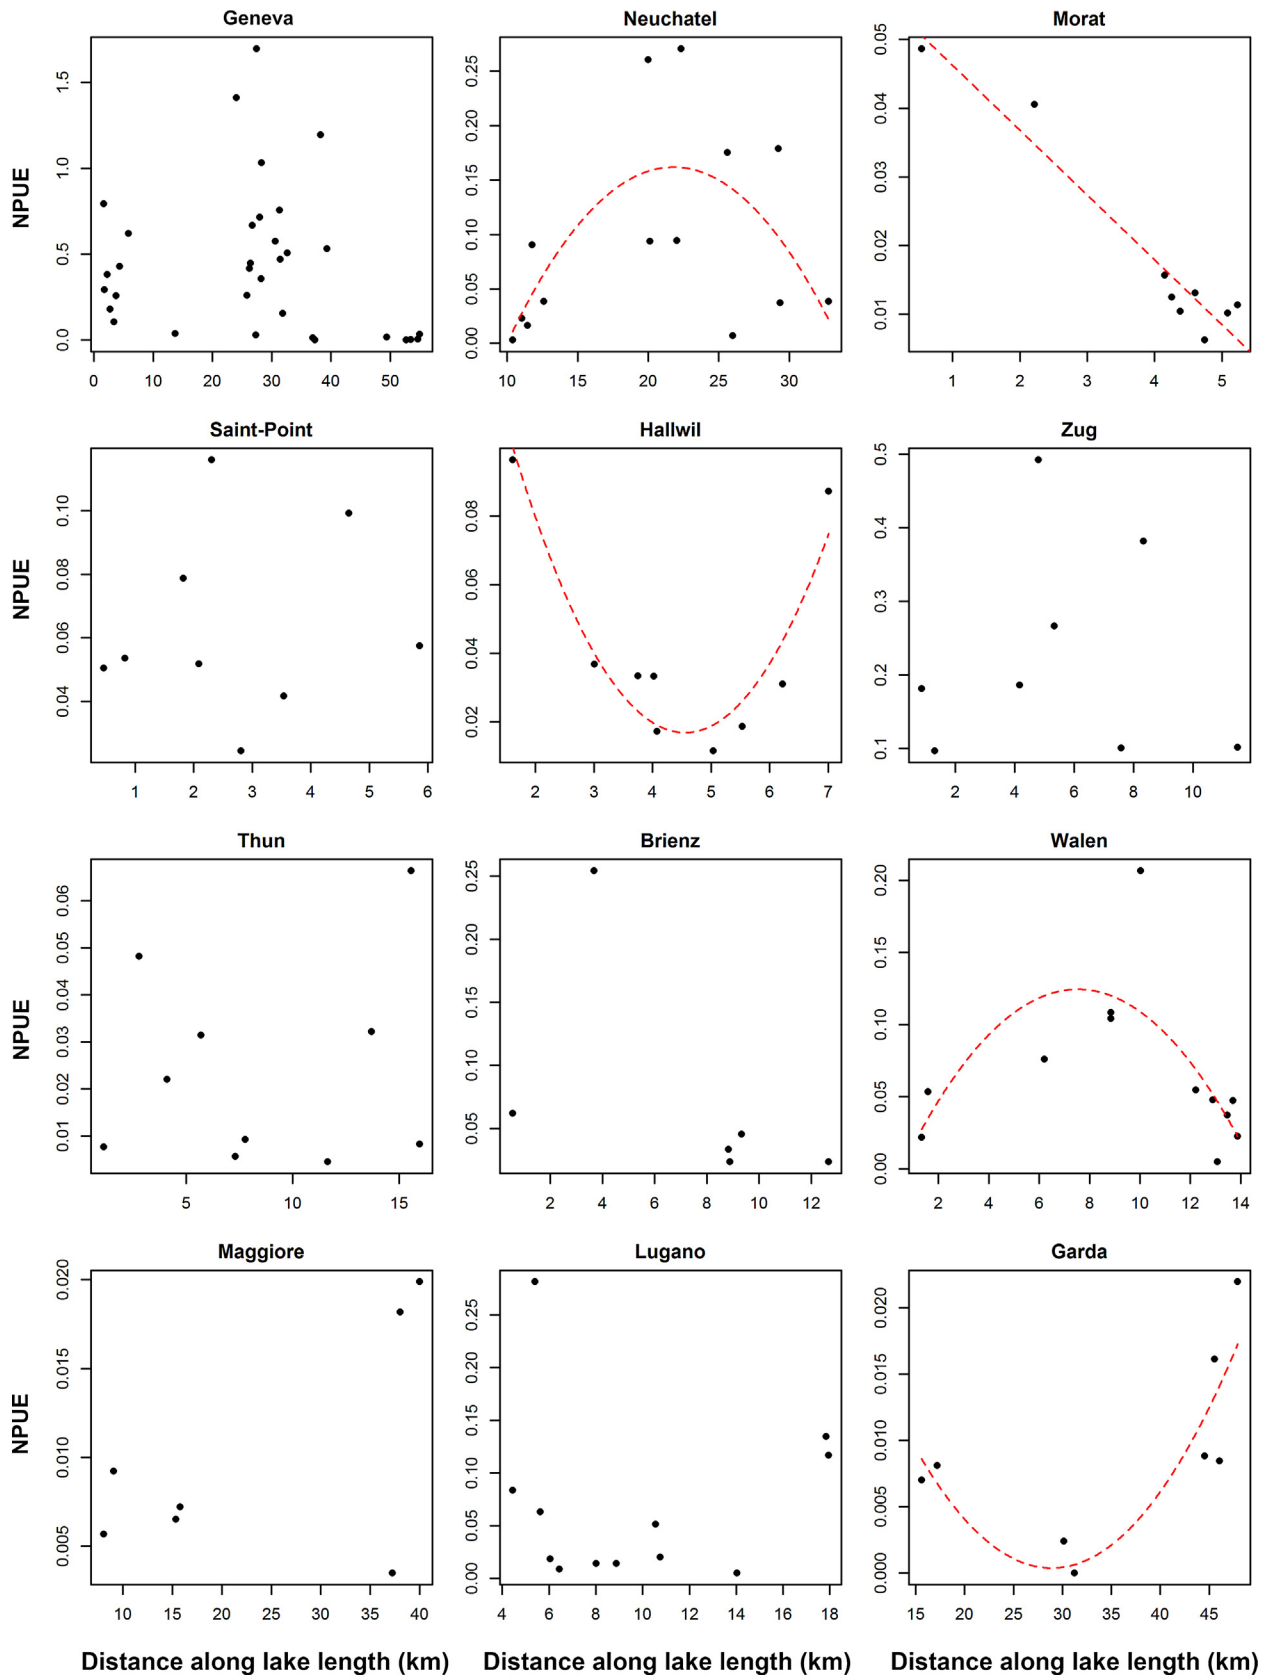 Geneva Neuchatel Morat
NPUE
0.0 0.5 1.0 1.5
0.00 0.05 0.10 0.15 0.20 0.25
0.01 0.02 0.03 0.04 0.05
0 10 20 30 40 50
10 15 20 25 30
1 2 3 4 5
Saint-Point Hallwil Zug
NPUE
0.04 0.06 0.08 0.10
0.02 0.04 0.06 0.08
0.1 0.2 0.3 0.4 0.5
1 2 3 4 5 6
2 3 4 5 6 7
2 4 6 8 10
Thun Brienz Walen
NPUE
0.01 0.02 0.03 0.04 0.05 0.06
0.05 0.10 0.15 0.20 0.25
0.00 0.05 0.10 0.15 0.20
5 10 15
2 4 6 8 10 12
2 4 6 8 10 12 14
Maggiore Lugano Garda
NPUE
0.005 0.010 0.015 0.020
0.00 0.05 0.10 0.15 0.20 0.25
0.000 0.005 0.010 0.015 0.020
10 15 20 25 30 35 40
4 6 8 10 12 14 16 18
15 20 25 30 35 40 45
Distance along lake length (km) Distance along lake length (km) Distance along lake length (km)